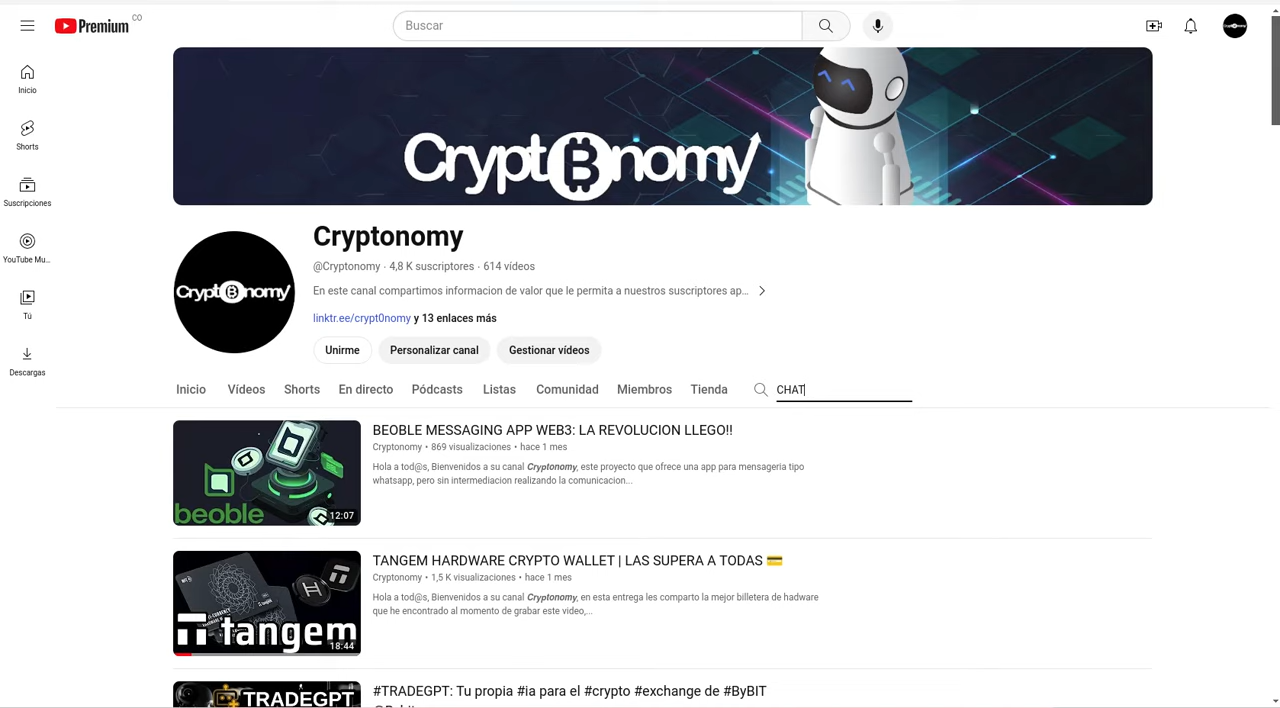 Premium CO
Buscar
Inicio
Shorts
Suscripciones
YouTube Mu...
Tú
Descargas
Cryptonomy
Cryptonomy
Cryptonomy
@Cryptonomy · 4,8 K suscriptores · 614 vídeos
En este canal compartimos informacion de valor que le permita a nuestros suscriptores ap...
linktr.ee/crypt0nomy y 13 enlaces más
Unirme Personalizar canal Gestionar vídeos
Inicio Vídeos Shorts En directo Pódcasts Listas Comunidad Miembros Tienda CHAT
beoble
12:07
BEOBLE MESSAGING APP WEB3: LA REVOLUCION LLEGO!!
Cryptonomy • 869 visualizaciones • hace 1 mes
Hola a tod@s, Bienvenidos a su canal Cryptonomy, este proyecto que ofrece una app para mensageria tipo
whatsapp, pero sin intermediacion realizando la comunicacion...
tangem
18:44
TANGEM HARDWARE CRYPTO WALLET | LAS SUPERA A TODAS 💳
Cryptonomy • 1,5 K visualizaciones • hace 1 mes
Hola a tod@s, Bienvenidos a su canal Cryptonomy, en esta entrega les comparto la mejor billetera de hadware
que he encontrado al momento de grabar este video,...
TRADEGPT
#TRADEGPT: Tu propia #ia para el #crypto #exchange de #ByBIT